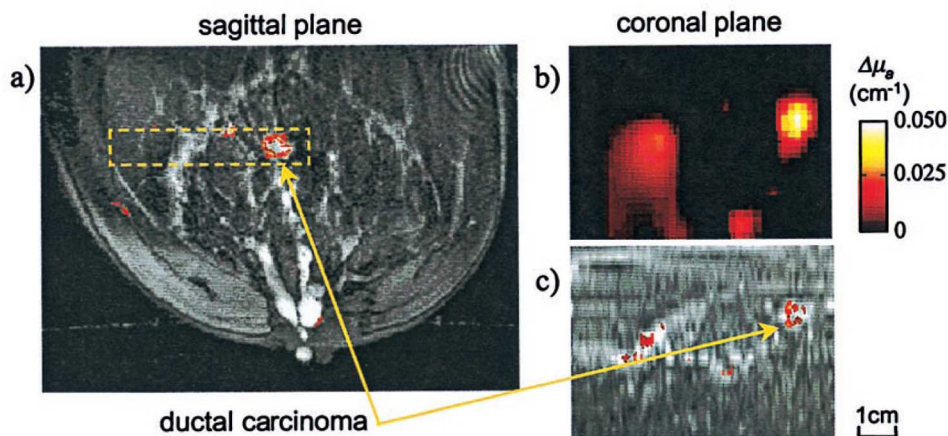 sagittal plane
coronal plane
a)
b)
Δμₐ
(cm⁻¹)
0.050
0.025
0
c)
ductal carcinoma
1cm